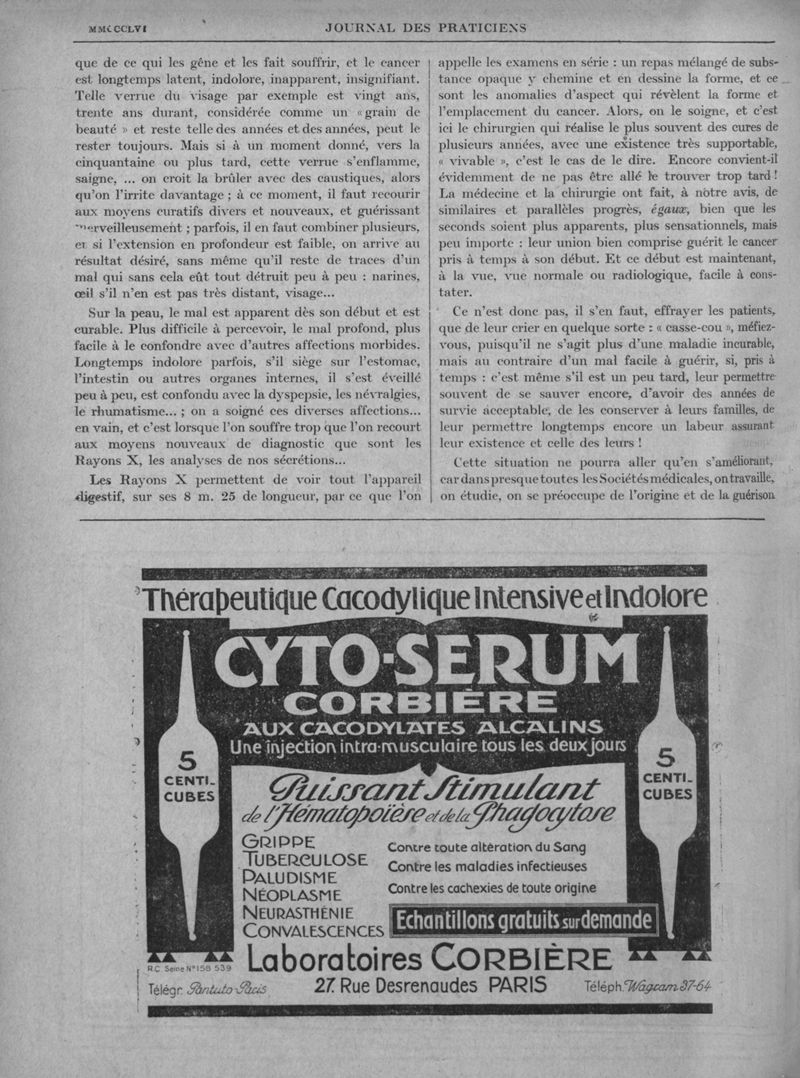 JOURNAL DES PRATICIENS
que de ce qui les gêne et les fait souffrir, et le cancer
est longtemps latent, indolore, inapparent, insignifiant.
Telle verrue du visage par exemple est vingt ans,
trente ans durant, considérée comme un « grain de
beauté » et reste telle des années et des années, peut le
rester toujours. Mais si à un moment donné, vers la
cinquantaine ou plus tard, cette verrue s'enflamme,
saigne, ... on croit la brûler avec des caustiques, alors
qu'on l'irrite davantage ; à ce moment, il faut recourir
aux moyens curatifs divers et nouveaux, et guérissant
merveilleusement ; parfois, il en faut combiner plusieurs,
et si l'extension en profondeur est faible, on arrive au
résultat désiré, sans même qu'il reste de traces d'un
mal qui sans cela eût tout détruit peu à peu : narines,
œil s'il n'en est pas très distant, visage...
Sur la peau, le mal est apparent dès son début et est
curable. Plus difficile à percevoir, le mal profond, plus
facile à le confondre avec d'autres affections morbides.
Longtemps indolore parfois, s'il siège sur l'estomac,
l'intestin ou autres organes internes, il s'est éveillé
peu à peu, est confondu avec la dyspepsie, les névralgies,
le rhumatisme... ; on a soigné ces diverses affections...
en vain, et c'est lorsque l'on souffre trop que l'on recourt
aux moyens nouveaux de diagnostic que sont les
Rayons X, les analyses de nos sécrétions...
Les Rayons X permettent de voir tout l'appareil
digestif, sur ses 8 m. 25 de longueur, par ce que l'on
appelle les examens en série : un repas mélangé de subs-
tance opaque y chemine et en dessine la forme, et ce
sont les anomalies d'aspect qui révèlent la forme et
l'emplacement du cancer. Alors, on le soigne, et c'est
ici le chirurgien qui réalise le plus souvent des cures de
plusieurs années, avec une existence très supportable,
« vivable », c'est le cas de le dire. Encore convient-il
évidemment de ne pas être allé le trouver trop tard !
La médecine et la chirurgie ont fait, à notre avis, de
similaires et parallèles progrès, égaux, bien que les
seconds soient plus apparents, plus sensationnels, mais
peu importe : leur union bien comprise guérit le cancer
pris à temps à son début. Et ce début est maintenant,
à la vue, vue normale ou radiologique, facile à cons-
tater.
Ce n'est donc pas, il s'en faut, effrayer les patients,
que de leur crier en quelque sorte : « casse-cou », méfiez-
vous, puisqu'il ne s'agit plus d'une maladie incurable,
mais au contraire d'un mal facile à guérir, si, pris à
temps : c'est même s'il est un peu tard, leur permettre
souvent de se sauver encore, d'avoir des années de
survie acceptable, de les conserver à leurs familles, de
leur permettre longtemps encore un labeur assurant
leur existence et celle des leurs !
Cette situation ne pourra aller qu'en s'améliorant,
car dans presque toutes les Sociétés médicales, on travaille,
on étudie, on se préoccupe de l'origine et de la guérison
Thérapeutique Cacodylique Intensive et Indolore
CYTO-SERUM
CORBIÈRE
AUX CACODYLATES ALCALINS
Une injection intra-musculaire tous les deux jours
5
CENTI-
CUBES
5
CENTI-
CUBES
Puissant Stimulant
de l'Hématopoïèse et de la Phagocytose
GRIPPE
TUBERCULOSE
PALUDISME
NÉOPLASME
NEURASTHÉNIE
CONVALESCENCES
Contre toute altération du Sang
Contre les maladies infectieuses
Contre les cachexies de toute origine
Echantillons gratuits sur demande
Laboratoires CORBIÈRE
R.C. Seine N° 158 539
27. Rue Desrenaudes PARIS
Télégr. Pantuto-Paris
Téléph. Wagram 37-64